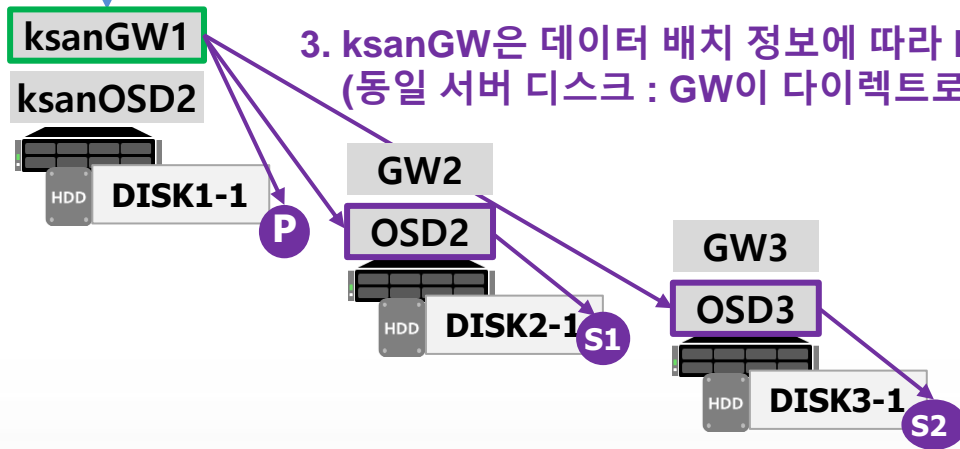 ksanGW1
3. ksanGW은 데이터 배치 정보에 따라
(동일 서버 디스크 : GW이 다이렉트로
ksanOSD2
HDD
DISK1-1
P
GW2
OSD2
HDD
DISK2-1
S1
GW3
OSD3
HDD
DISK3-1
S2